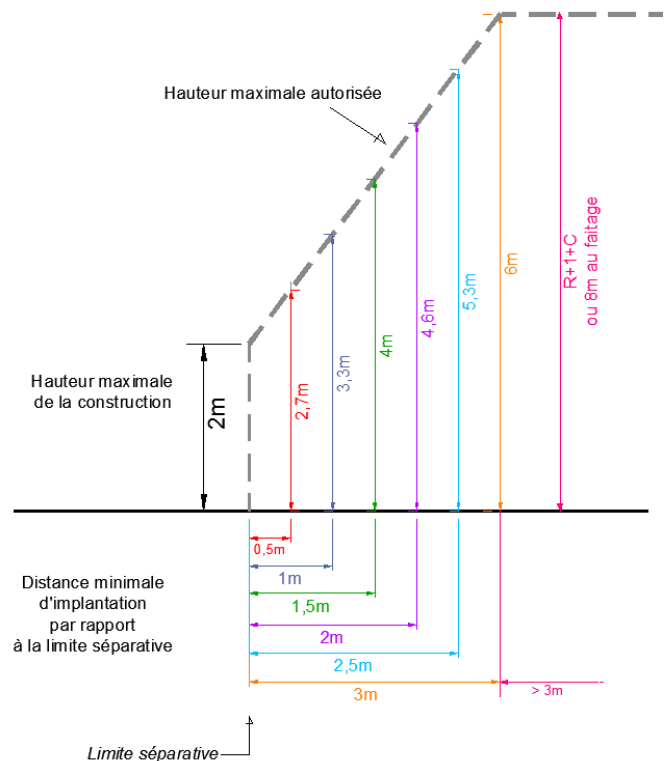 Hauteur maximale autorisée
Hauteur maximale
de la construction
2m
2,7m
3,3m
4m
4,6m
5,3m
6m
R+1+C
ou 8m au faitage
Distance minimale
d'implantation
par rapport
à la limite séparative
0,5m
1m
1,5m
2m
2,5m
3m
> 3m
Limite séparative